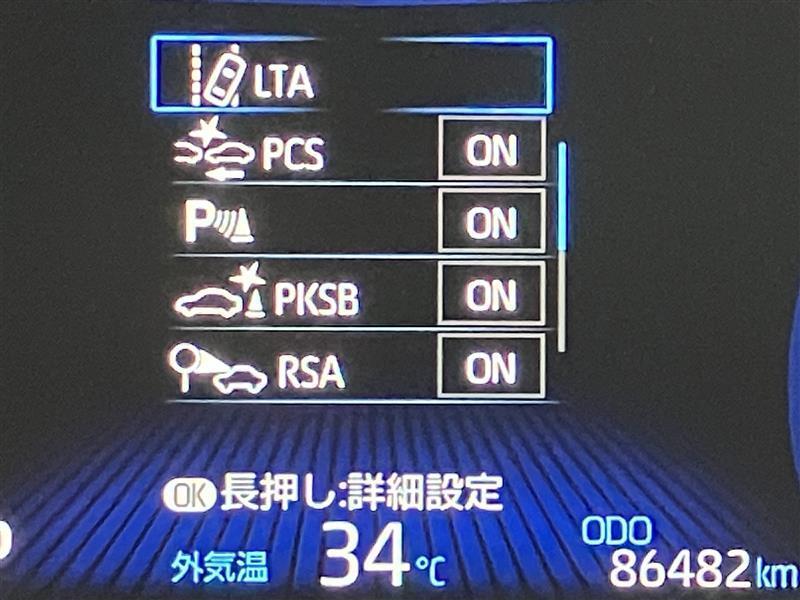 LTA
PCS ON
P ON
PKSB ON
RSA ON
OK 長押し:詳細設定
外気温 34℃
ODO
86482km